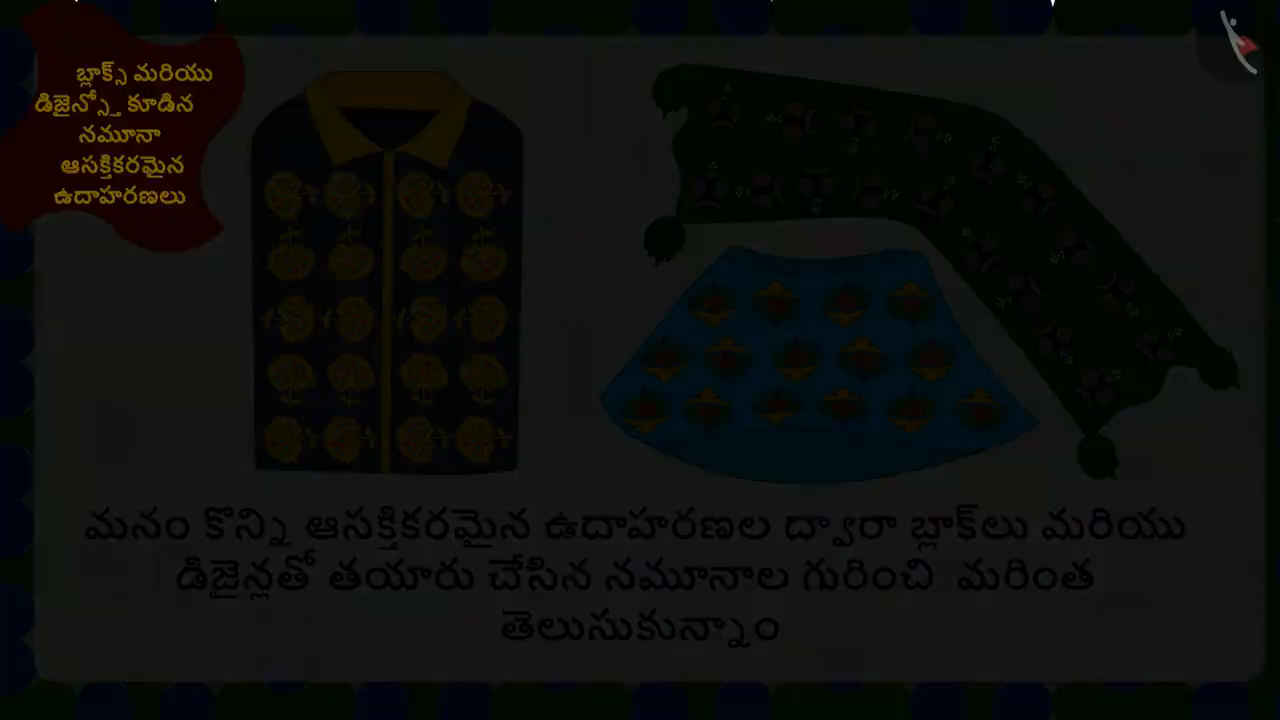 బ్లాక్స్ మరియు
డిజైన్స్తో కూడిన
నమూనా
ఆసక్తికరమైన
ఉదాహరణలు
మనం కొన్ని ఆసక్తికరమైన ఉదాహరణల ద్వారా బ్లాక్‌లు మరియు
డిజైన్లతో తయారు చేసిన నమూనాల గురించి మరింత
తెలుసుకున్నాం